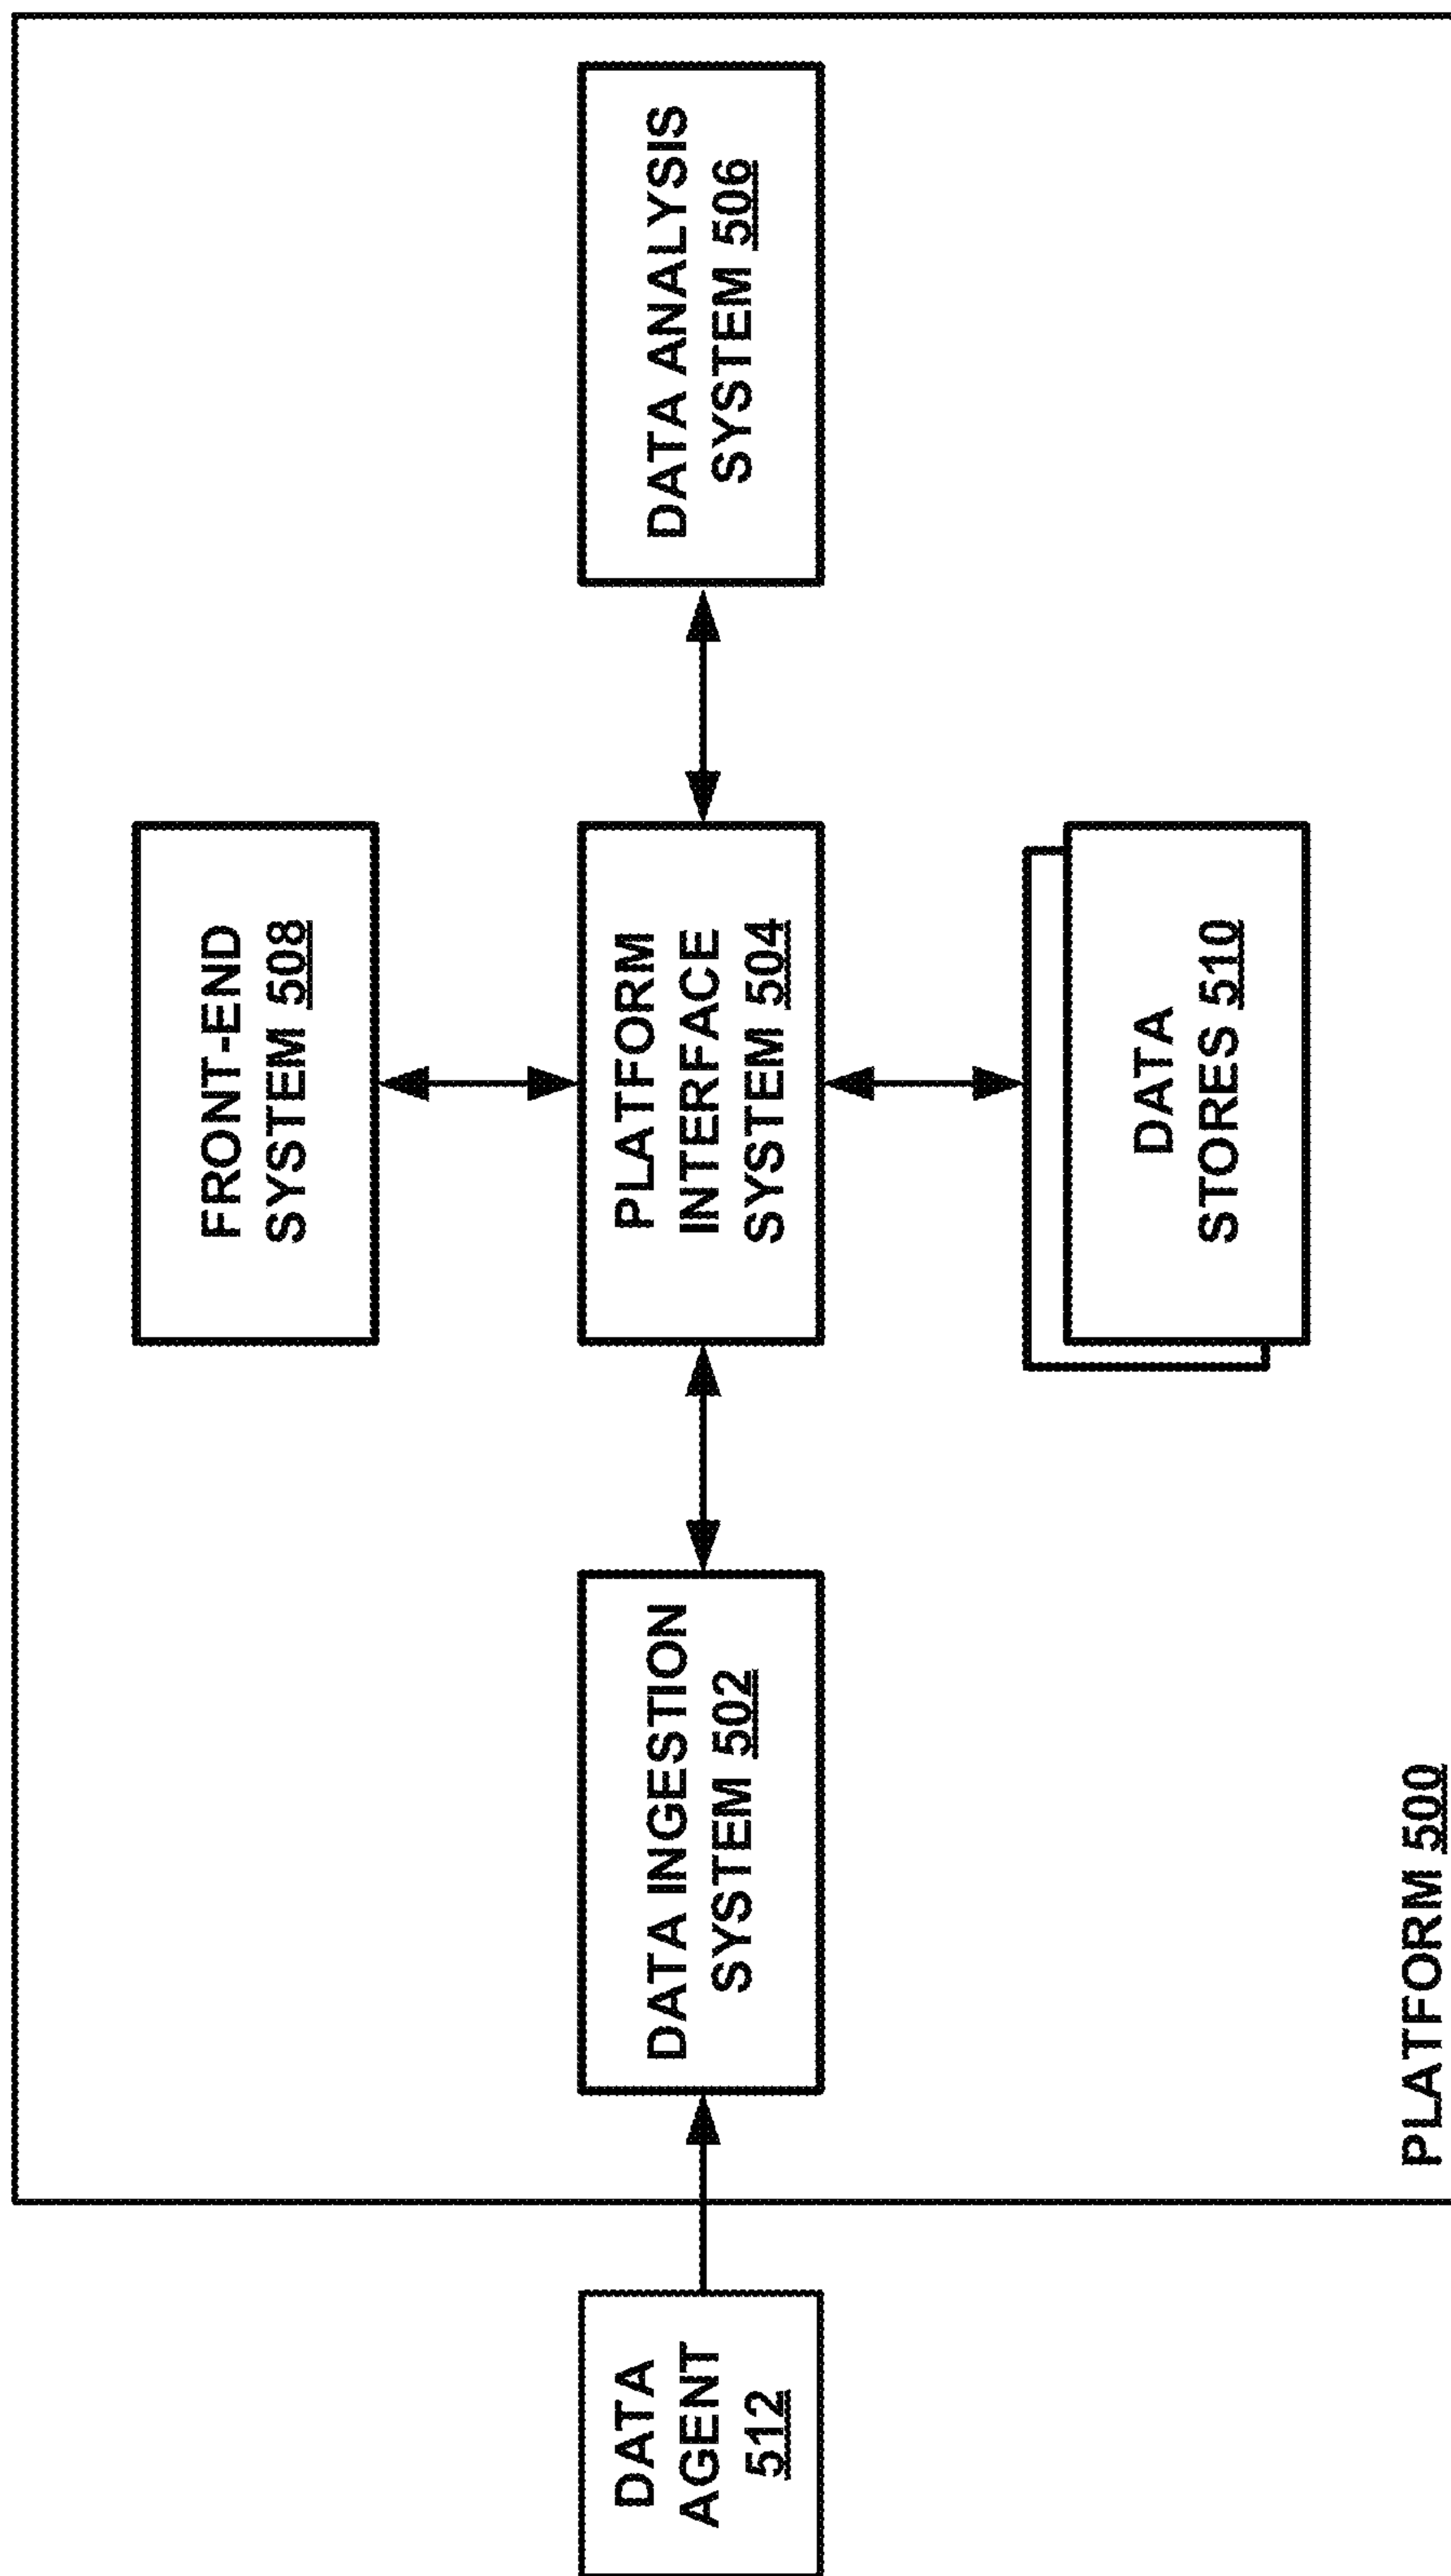 FRONT-END
SYSTEM 508
DATA
AGENT
512
DATA INGESTION
SYSTEM 502
PLATFORM
INTERFACE
SYSTEM 504
DATA ANALYSIS
SYSTEM 506
DATA
STORES 510
PLATFORM 500